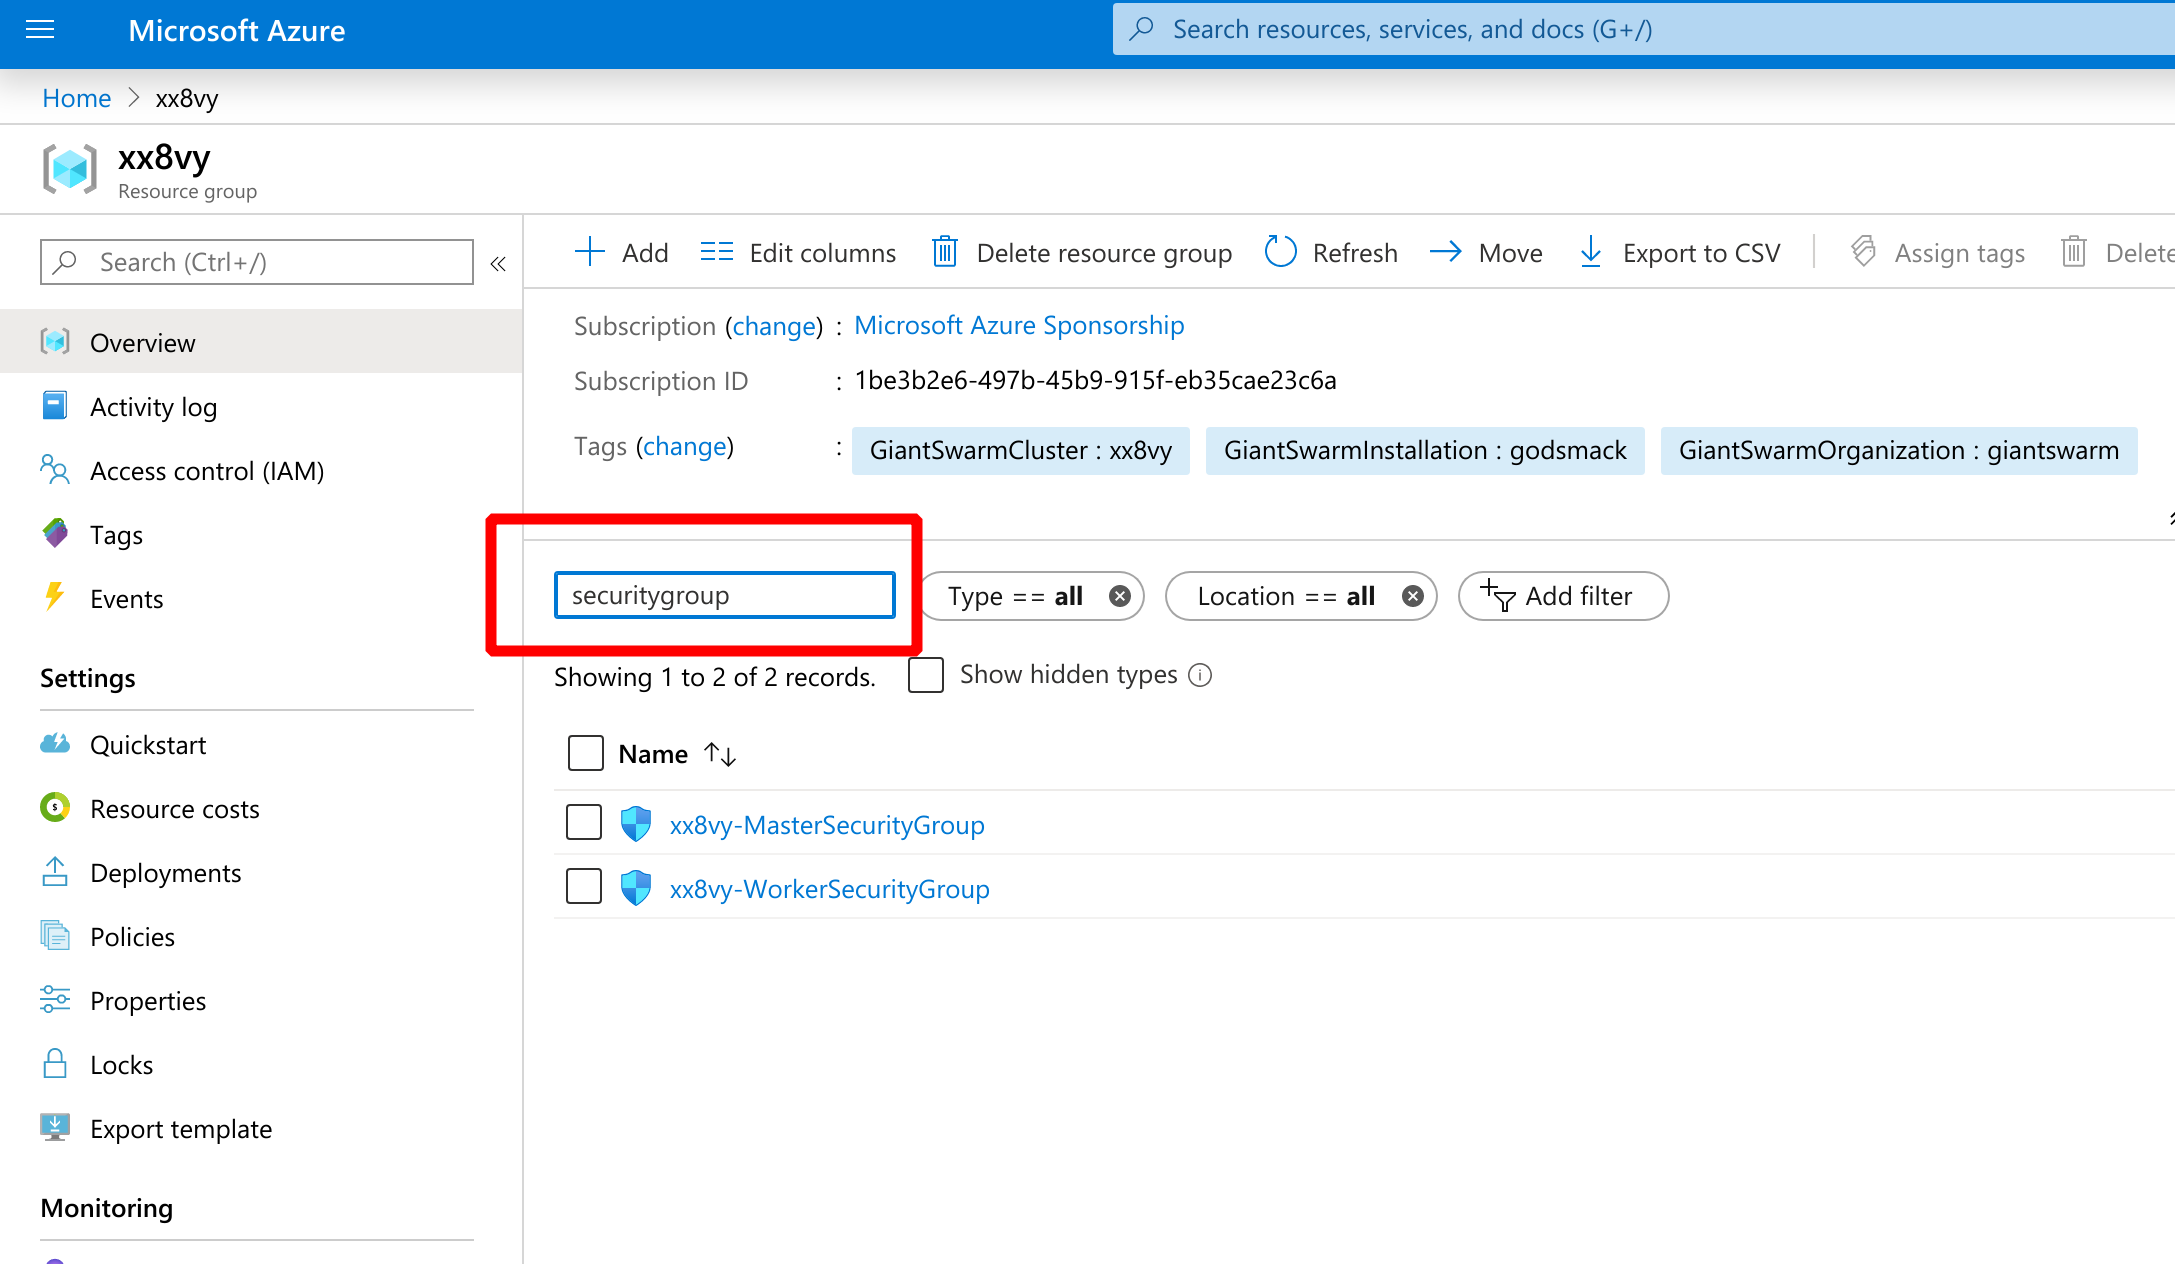 Microsoft Azure
Search resources, services, and docs (G+/)
Home > xx8vy
xx8vy
Resource group
Search (Ctrl+/)
«
Overview
Activity log
Access control (IAM)
Tags
Events
Settings
Quickstart
Resource costs
Deployments
Policies
Properties
Locks
Export template
Monitoring
Add
Edit columns
Delete resource group
Refresh
Move
Export to CSV
Assign tags
Delete
Subscription (change) : Microsoft Azure Sponsorship
Subscription ID : 1be3b2e6-497b-45b9-915f-eb35cae23c6a
Tags (change) : GiantSwarmCluster : xx8vy GiantSwarmInstallation : godsmack GiantSwarmOrganization : giantswarm
securitygroup
Type == all
Location == all
Add filter
Showing 1 to 2 of 2 records.
Show hidden types
Name ↑↓
xx8vy-MasterSecurityGroup
xx8vy-WorkerSecurityGroup